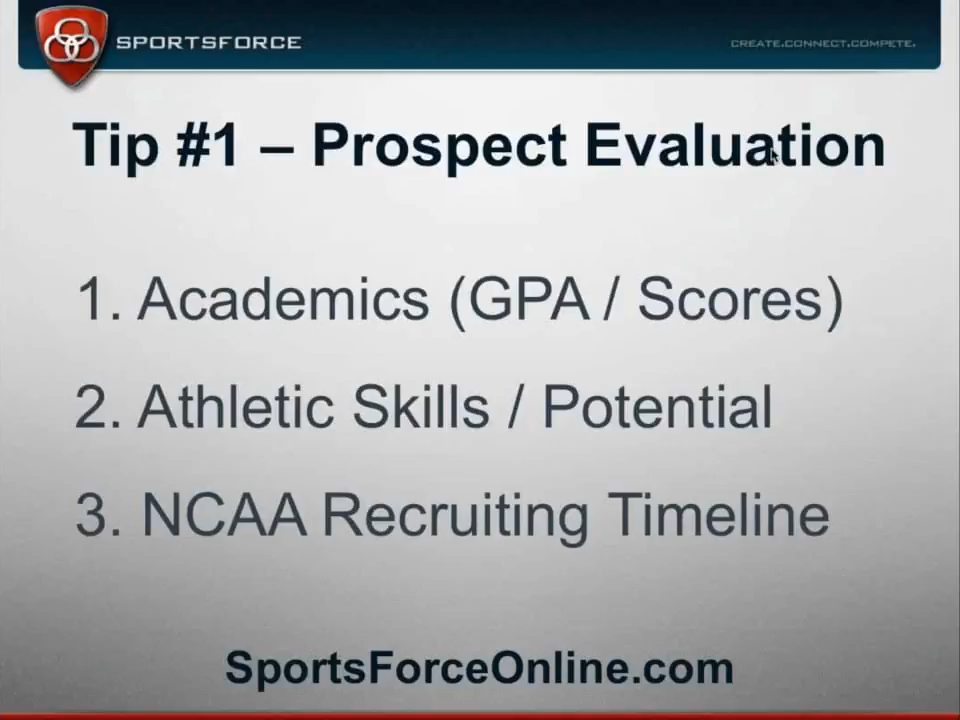 SPORTSFORCE
CREATE.CONNECT.COMPETE.
Tip #1 – Prospect Evaluation
1. Academics (GPA / Scores)
2. Athletic Skills / Potential
3. NCAA Recruiting Timeline
SportsForceOnline.com